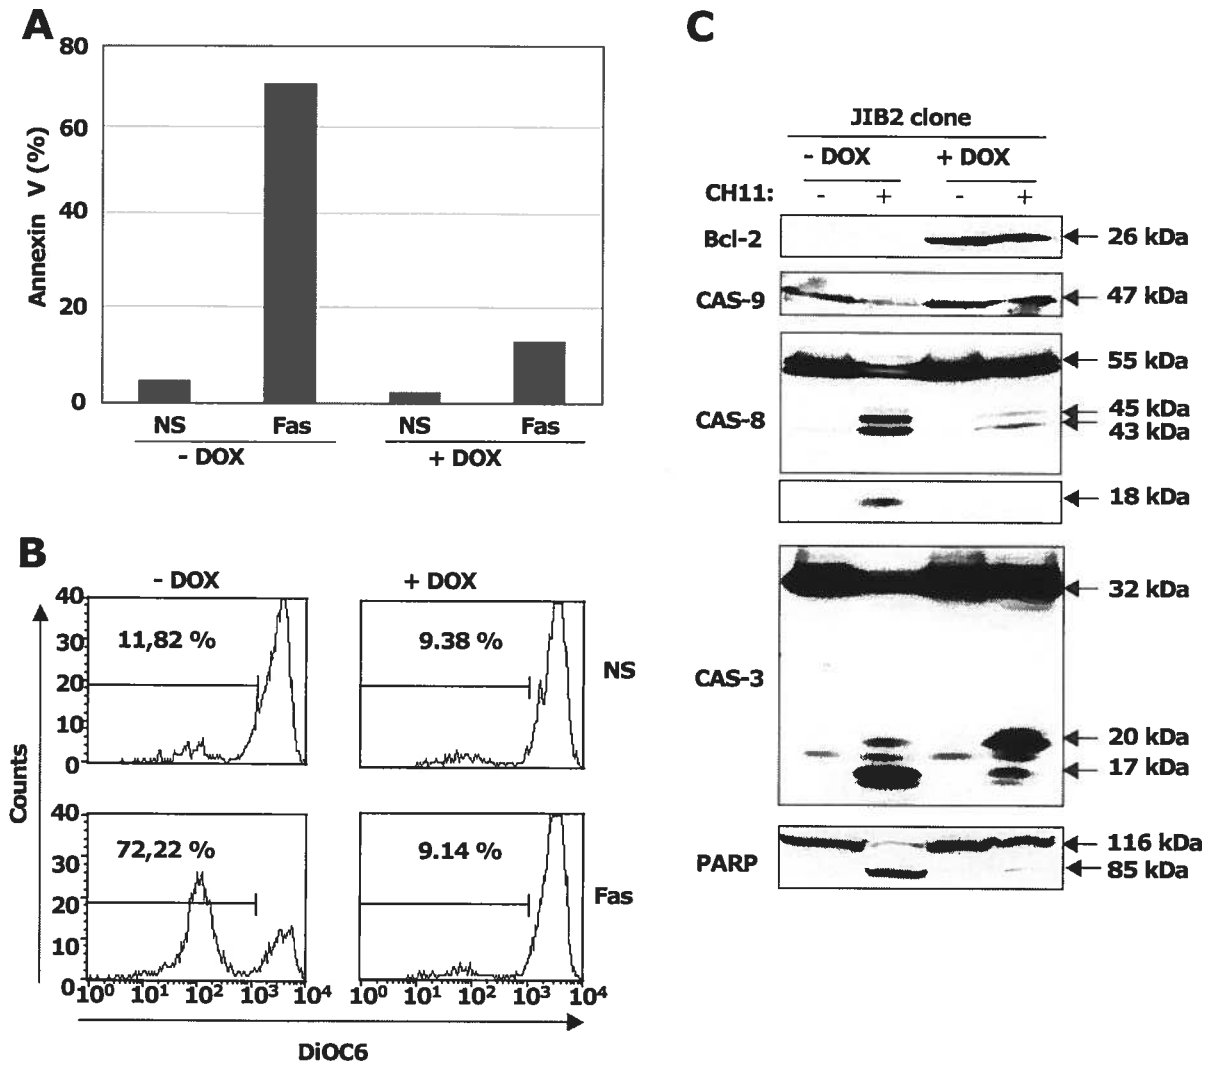 A
80
60
40
20
0
Annexin V (%)
NS
Fas
NS
Fas
- DOX
+ DOX
B
- DOX
+ DOX
40
30
20
10
0
11,82 %
9.38 %
NS
40
30
20
10
0
72,22 %
9.14 %
Fas
Counts
10⁰ 10¹ 10² 10³ 10⁴
10⁰ 10¹ 10² 10³ 10⁴
DiOC6
C
JIB2 clone
- DOX
+ DOX
CH11: - + - +
Bcl-2
26 kDa
CAS-9
47 kDa
55 kDa
CAS-8
45 kDa
43 kDa
18 kDa
32 kDa
CAS-3
20 kDa
17 kDa
116 kDa
PARP
85 kDa